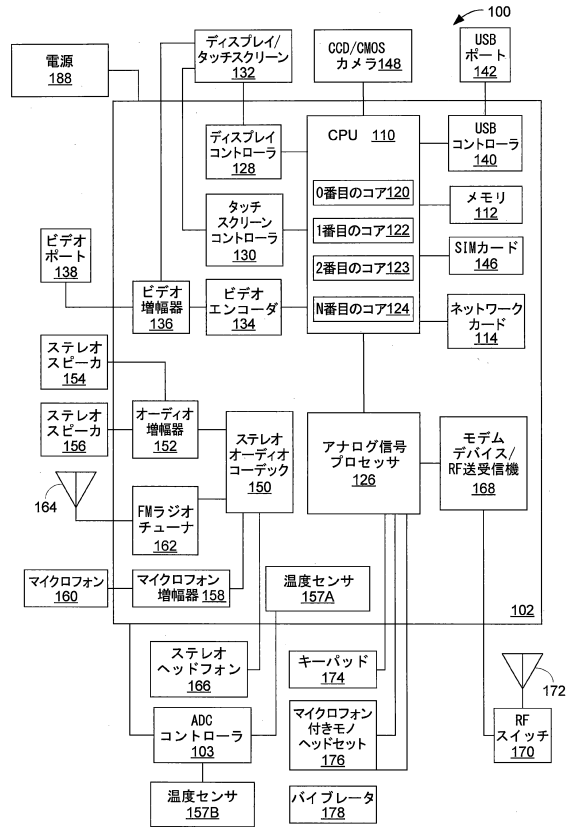 100
電源
188
ディスプレイ/
タッチスクリーン
132
CCD/CMOS
カメラ148
USB
ポート
142
ディスプレイ
コントローラ
128
CPU 110
USB
コントローラ
140
0番目のコア120
1番目のコア122
2番目のコア123
N番目のコア124
メモリ
112
タッチ
スクリーン
コントローラ
130
SIMカード
146
ビデオ
ポート
138
ビデオ
増幅器
136
ビデオ
エンコーダ
134
ネットワーク
カード
114
ステレオ
スピーカ
154
ステレオ
スピーカ
156
オーディオ
増幅器
152
ステレオ
オーディオ
コーデック
150
アナログ信号
プロセッサ
126
モデム
デバイス/
RF送受信機
168
164
FMラジオ
チューナ
162
マイクロフォン
160
マイクロフォン
増幅器 158
温度センサ
157A
102
ステレオ
ヘッドフォン
166
キーパッド
174
172
ADC
コントローラ
103
マイクロフォン
付きモノ
ヘッドセット
176
RF
スイッチ
170
温度センサ
157B
バイブレータ
178